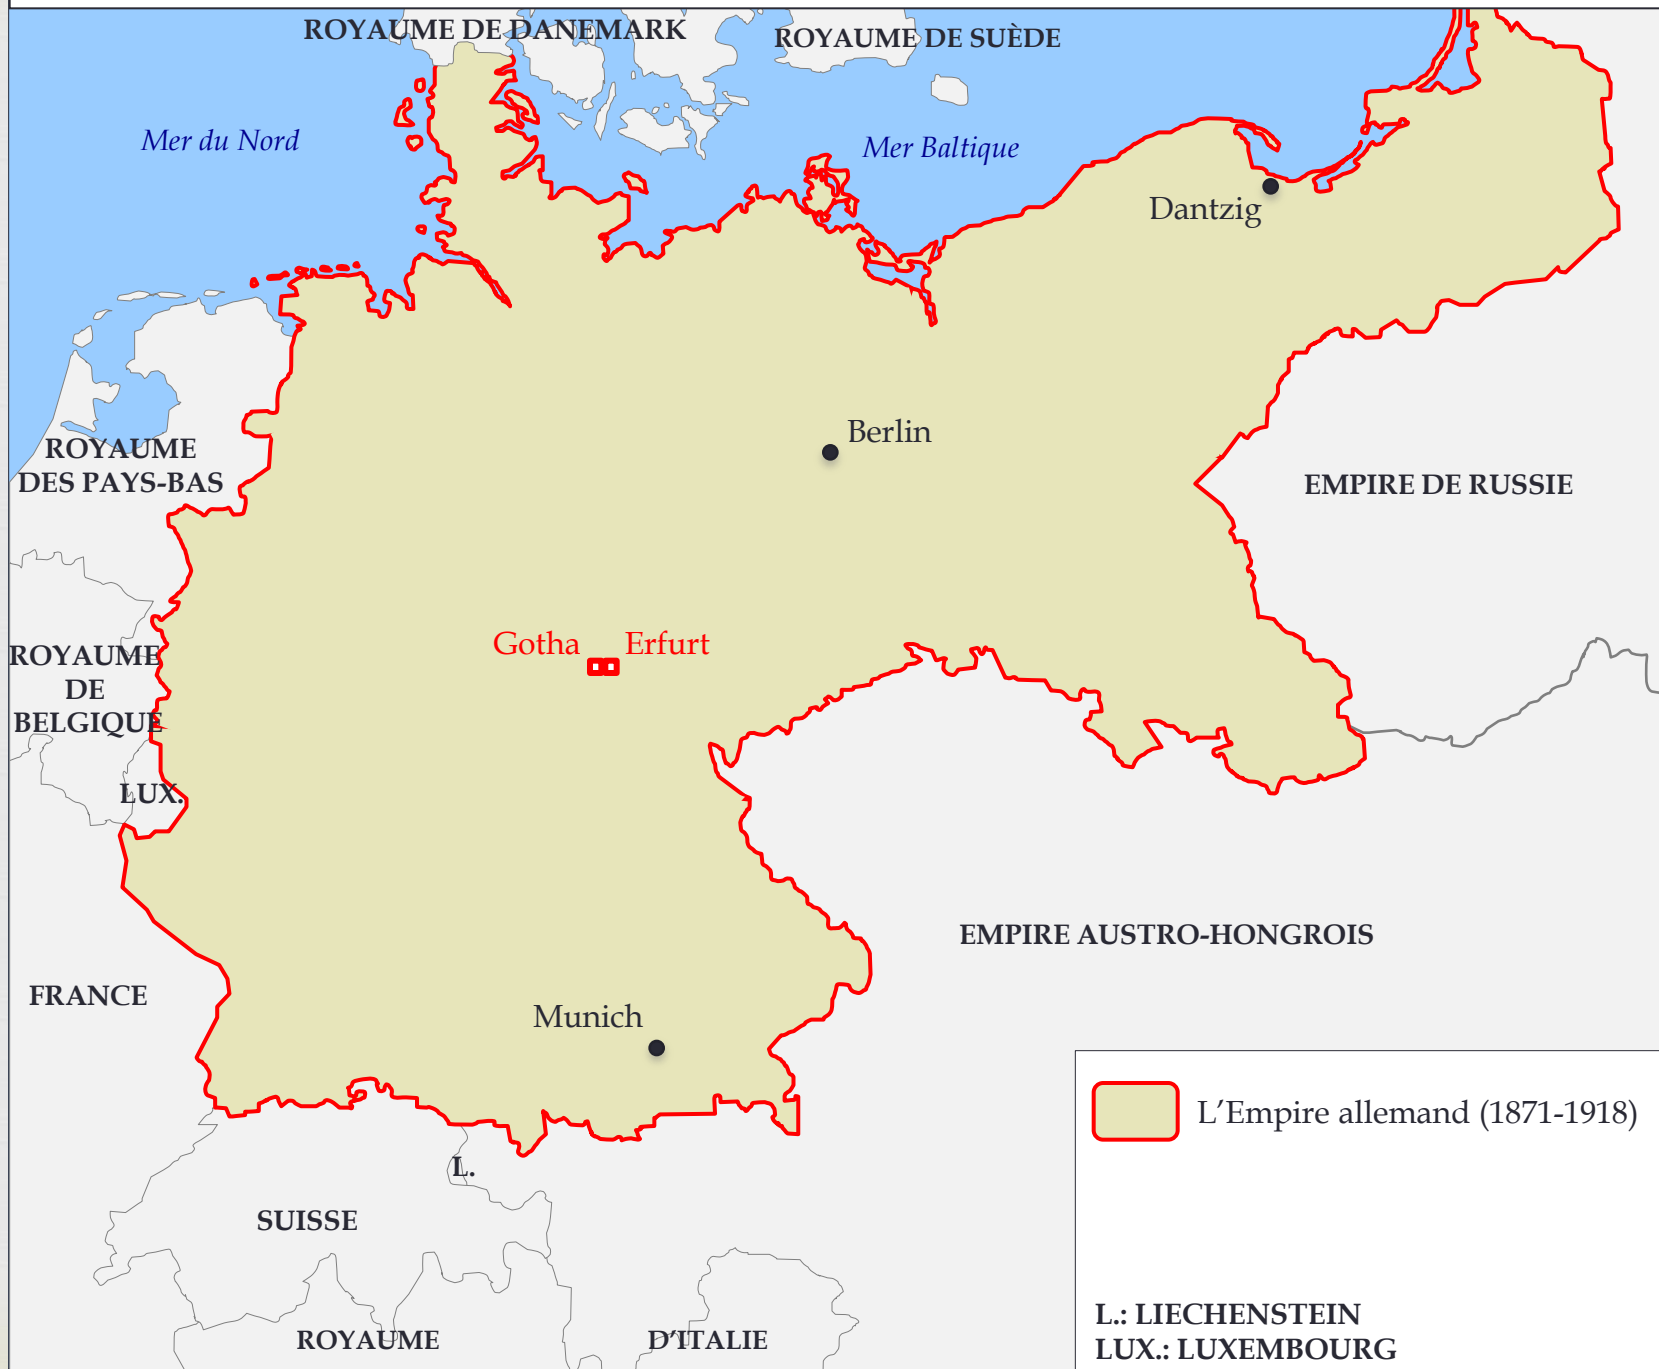 ROYAUME DE DANEMARK
ROYAUME DE SUÈDE
Mer du Nord
Mer Baltique
Dantzig
Berlin
ROYAUME
DES PAYS-BAS
EMPIRE DE RUSSIE
Gotha
Erfurt
ROYAUME
DE
BELGIQUE
LUX.
EMPIRE AUSTRO-HONGROIS
FRANCE
Munich
L'Empire allemand (1871-1918)
L.
SUISSE
ROYAUME
D'ITALIE
L.: LIECHENSTEIN
LUX.: LUXEMBOURG